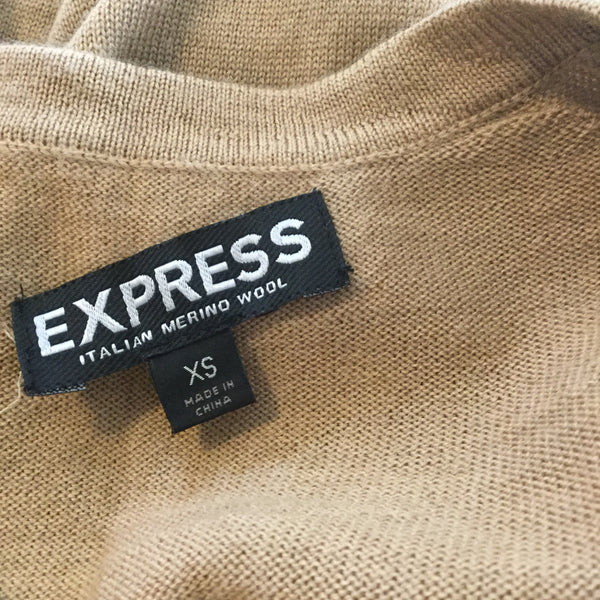 EXPRESS
ITALIAN MERINO WOOL
XS
MADE IN
CHINA